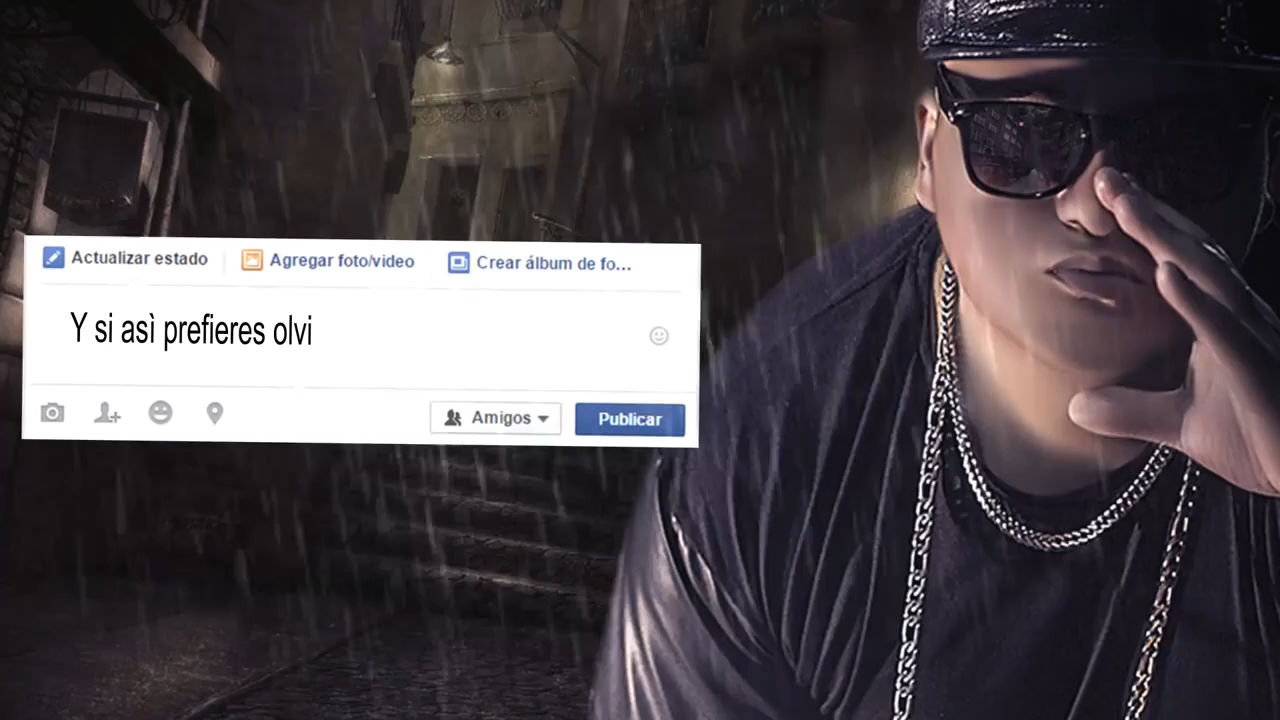 Actualizar estado Agregar foto/video Crear álbum de fo...
Y si asì prefieres olvi
Amigos Publicar